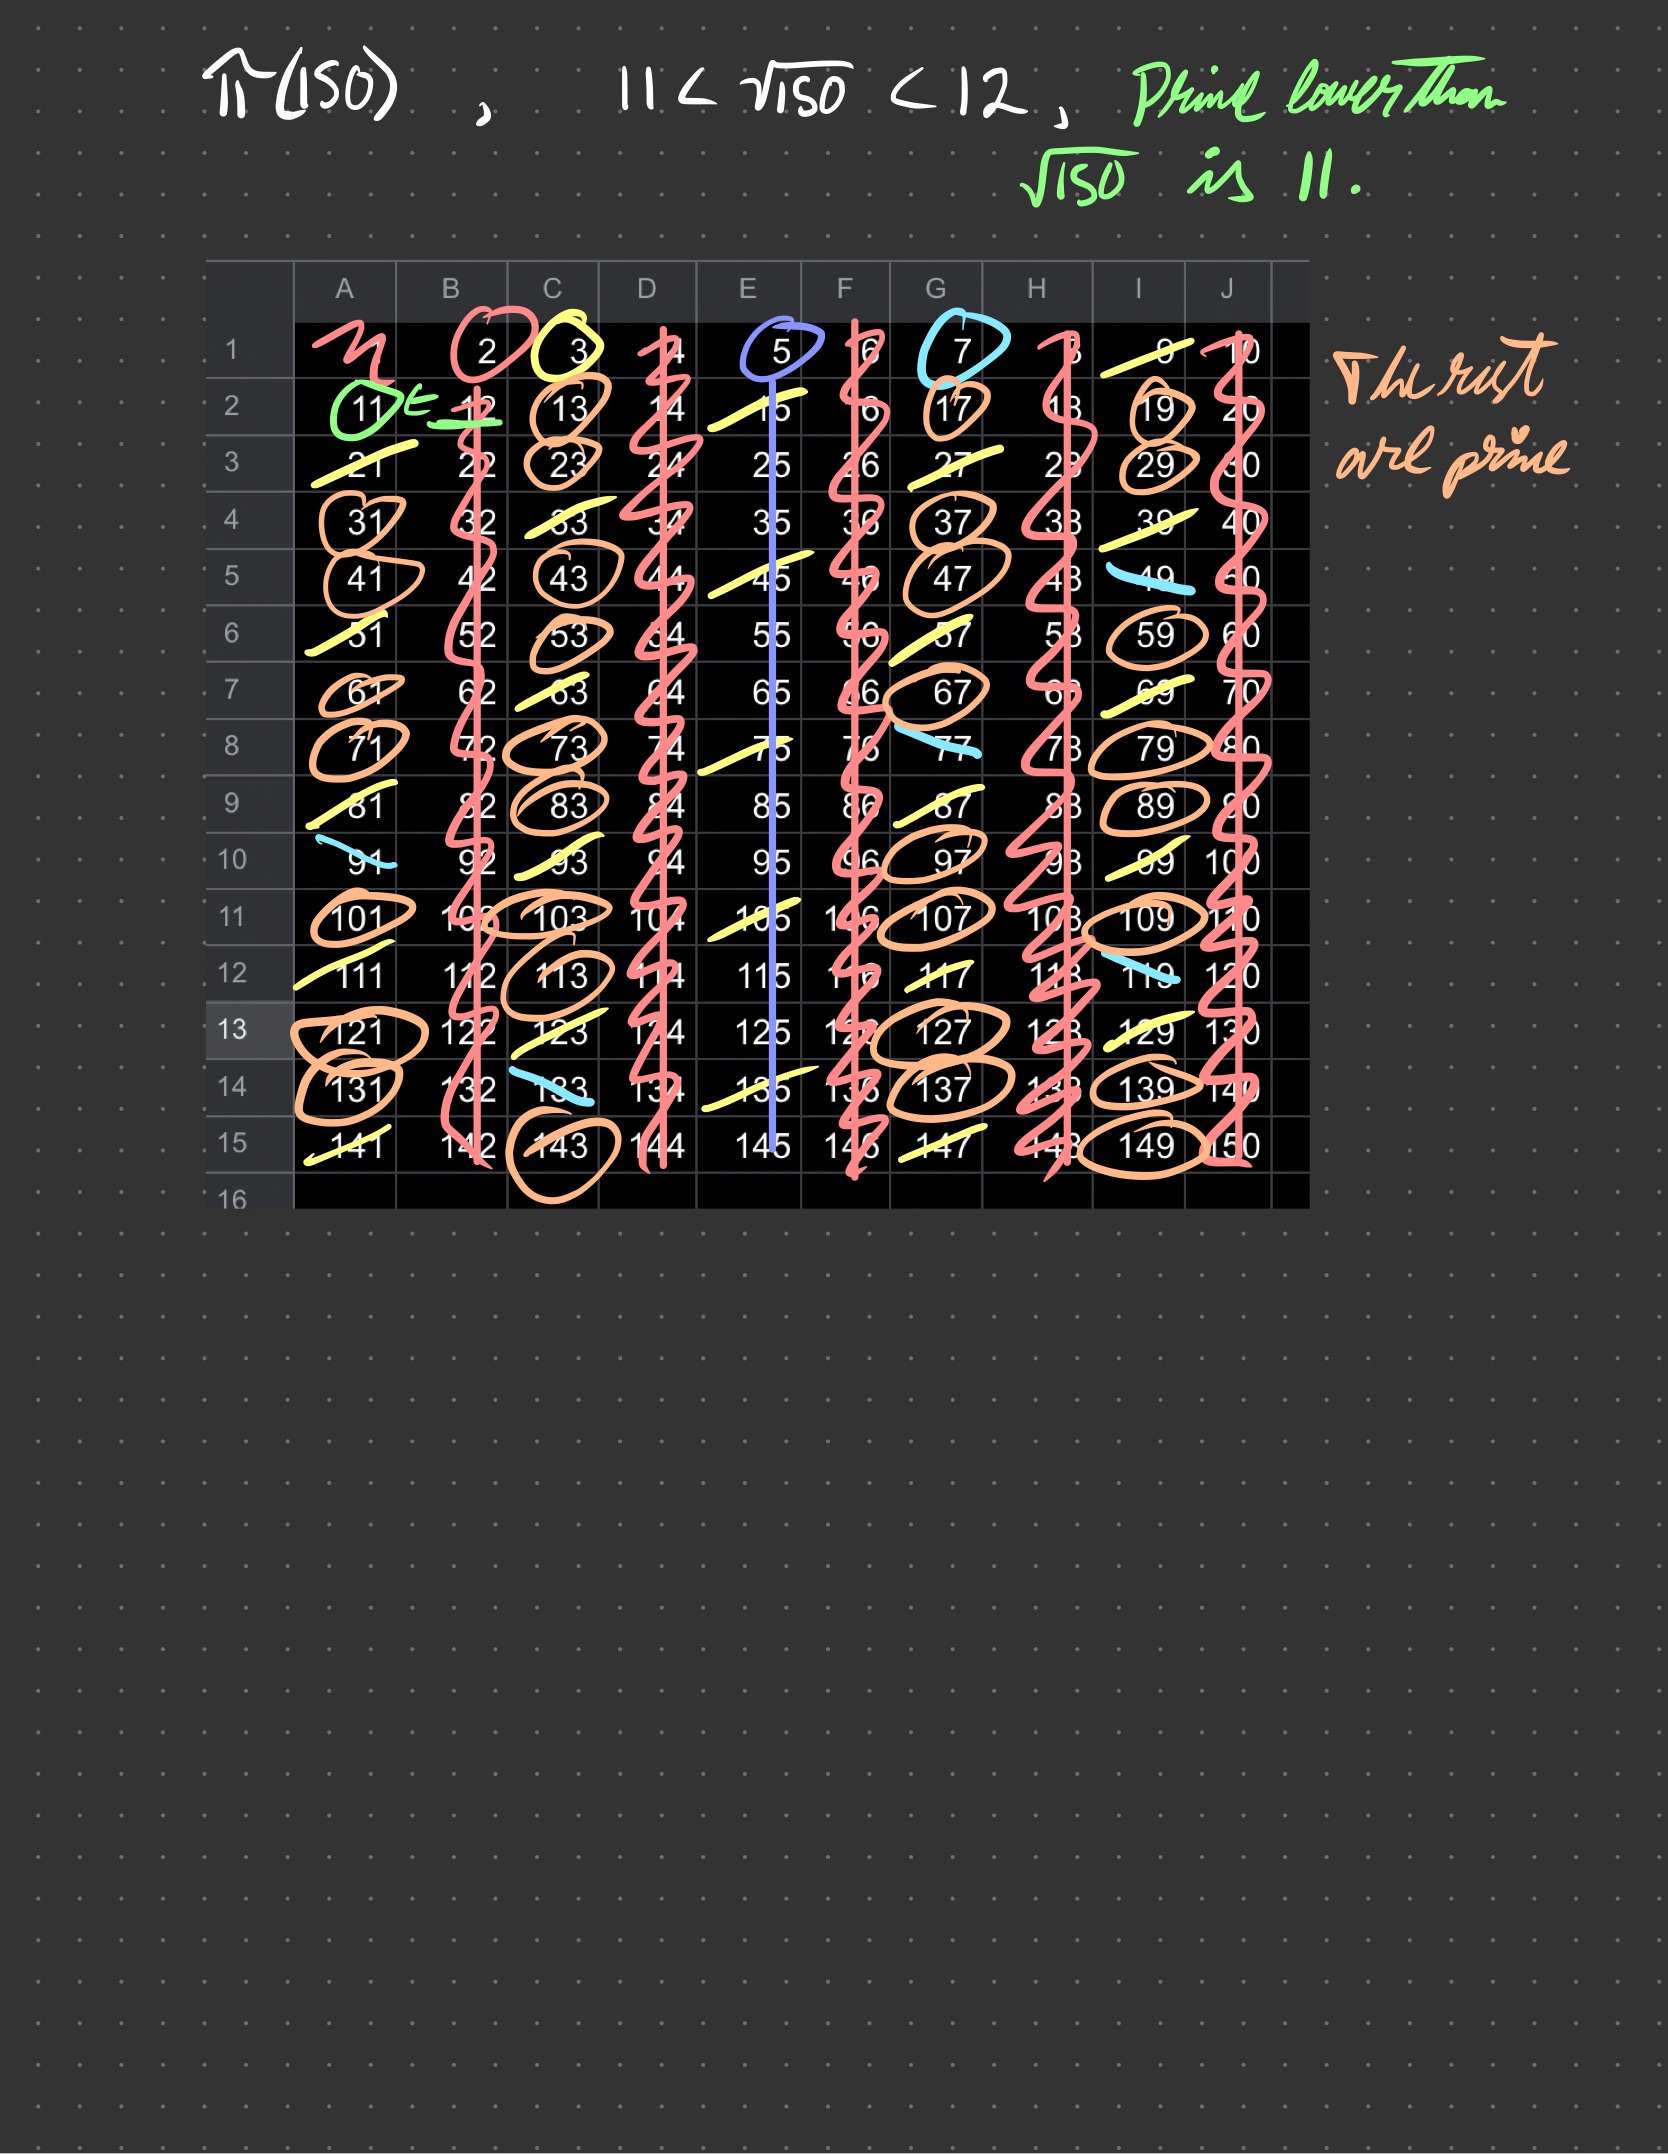 π(150) , 11 < √150 < 12 , Prime lower than
√150 is 11.
A B C D E F G H I J
1 2 3 4 5 6 7 8 9 10
2 11 ← 12 13 14 15 16 17 18 19 20
3 21 22 23 24 25 26 27 28 29 30
4 31 32 33 34 35 36 37 38 39 40
5 41 42 43 44 45 46 47 48 49 50
6 51 52 53 54 55 56 57 58 59 60
7 61 62 63 64 65 66 67 68 69 70
8 71 72 73 74 75 76 77 78 79 80
9 81 82 83 84 85 86 87 88 89 90
10 91 92 93 94 95 96 97 98 99 100
11 101 102 103 104 105 106 107 108 109 110
12 111 112 113 114 115 116 117 118 119 120
13 121 122 123 124 125 126 127 128 129 130
14 131 132 133 134 135 136 137 138 139 140
15 141 142 143 144 145 146 147 148 149 150
16
The rest
are prime